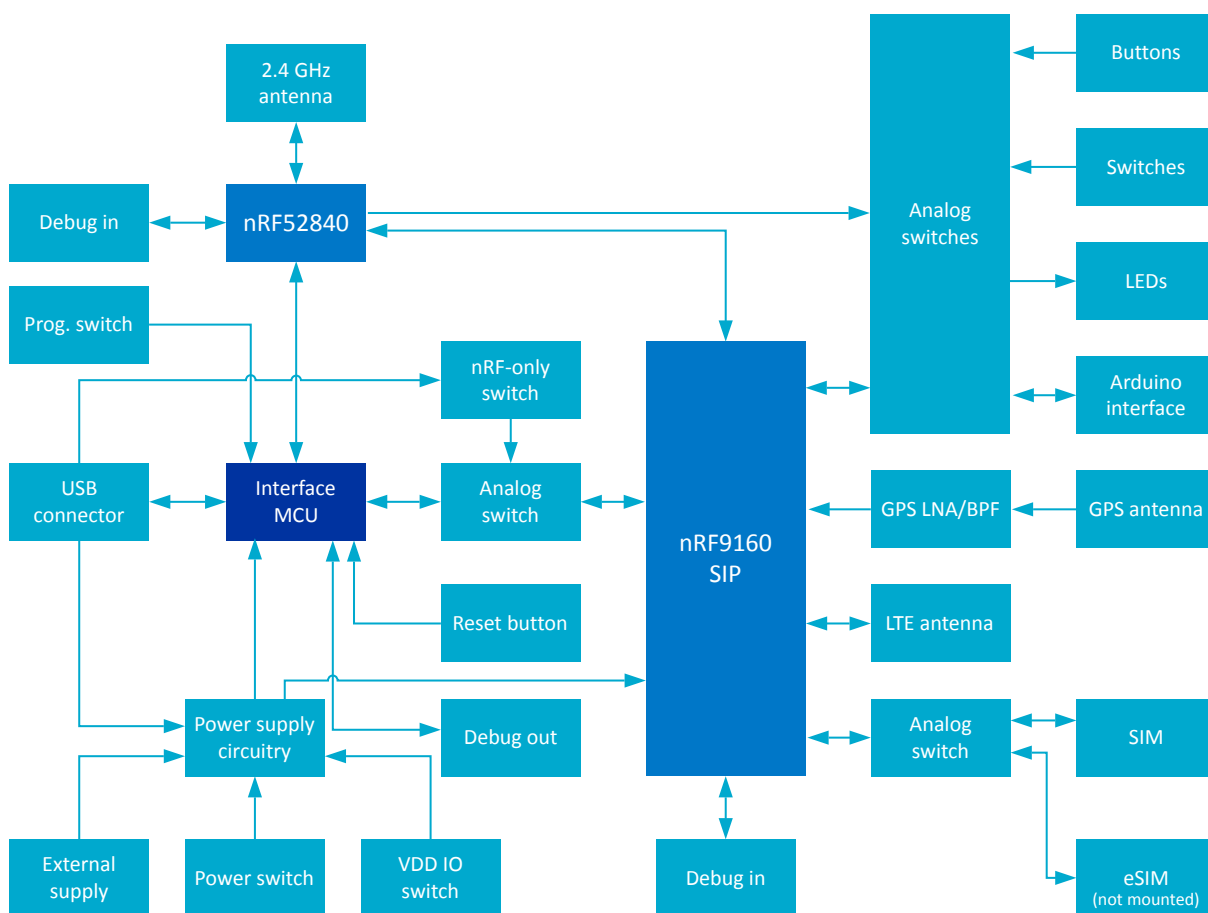 2.4 GHz
antenna
Buttons
Switches
Debug in
nRF52840
Analog
switches
LEDs
Prog. switch
nRF-only
switch
Arduino
interface
USB
connector
Interface
MCU
Analog
switch
nRF9160
SIP
GPS LNA/BPF
GPS antenna
Reset button
LTE antenna
Power supply
circuitry
Debug out
Analog
switch
SIM
External
supply
Power switch
VDD IO
switch
Debug in
eSIM
(not mounted)